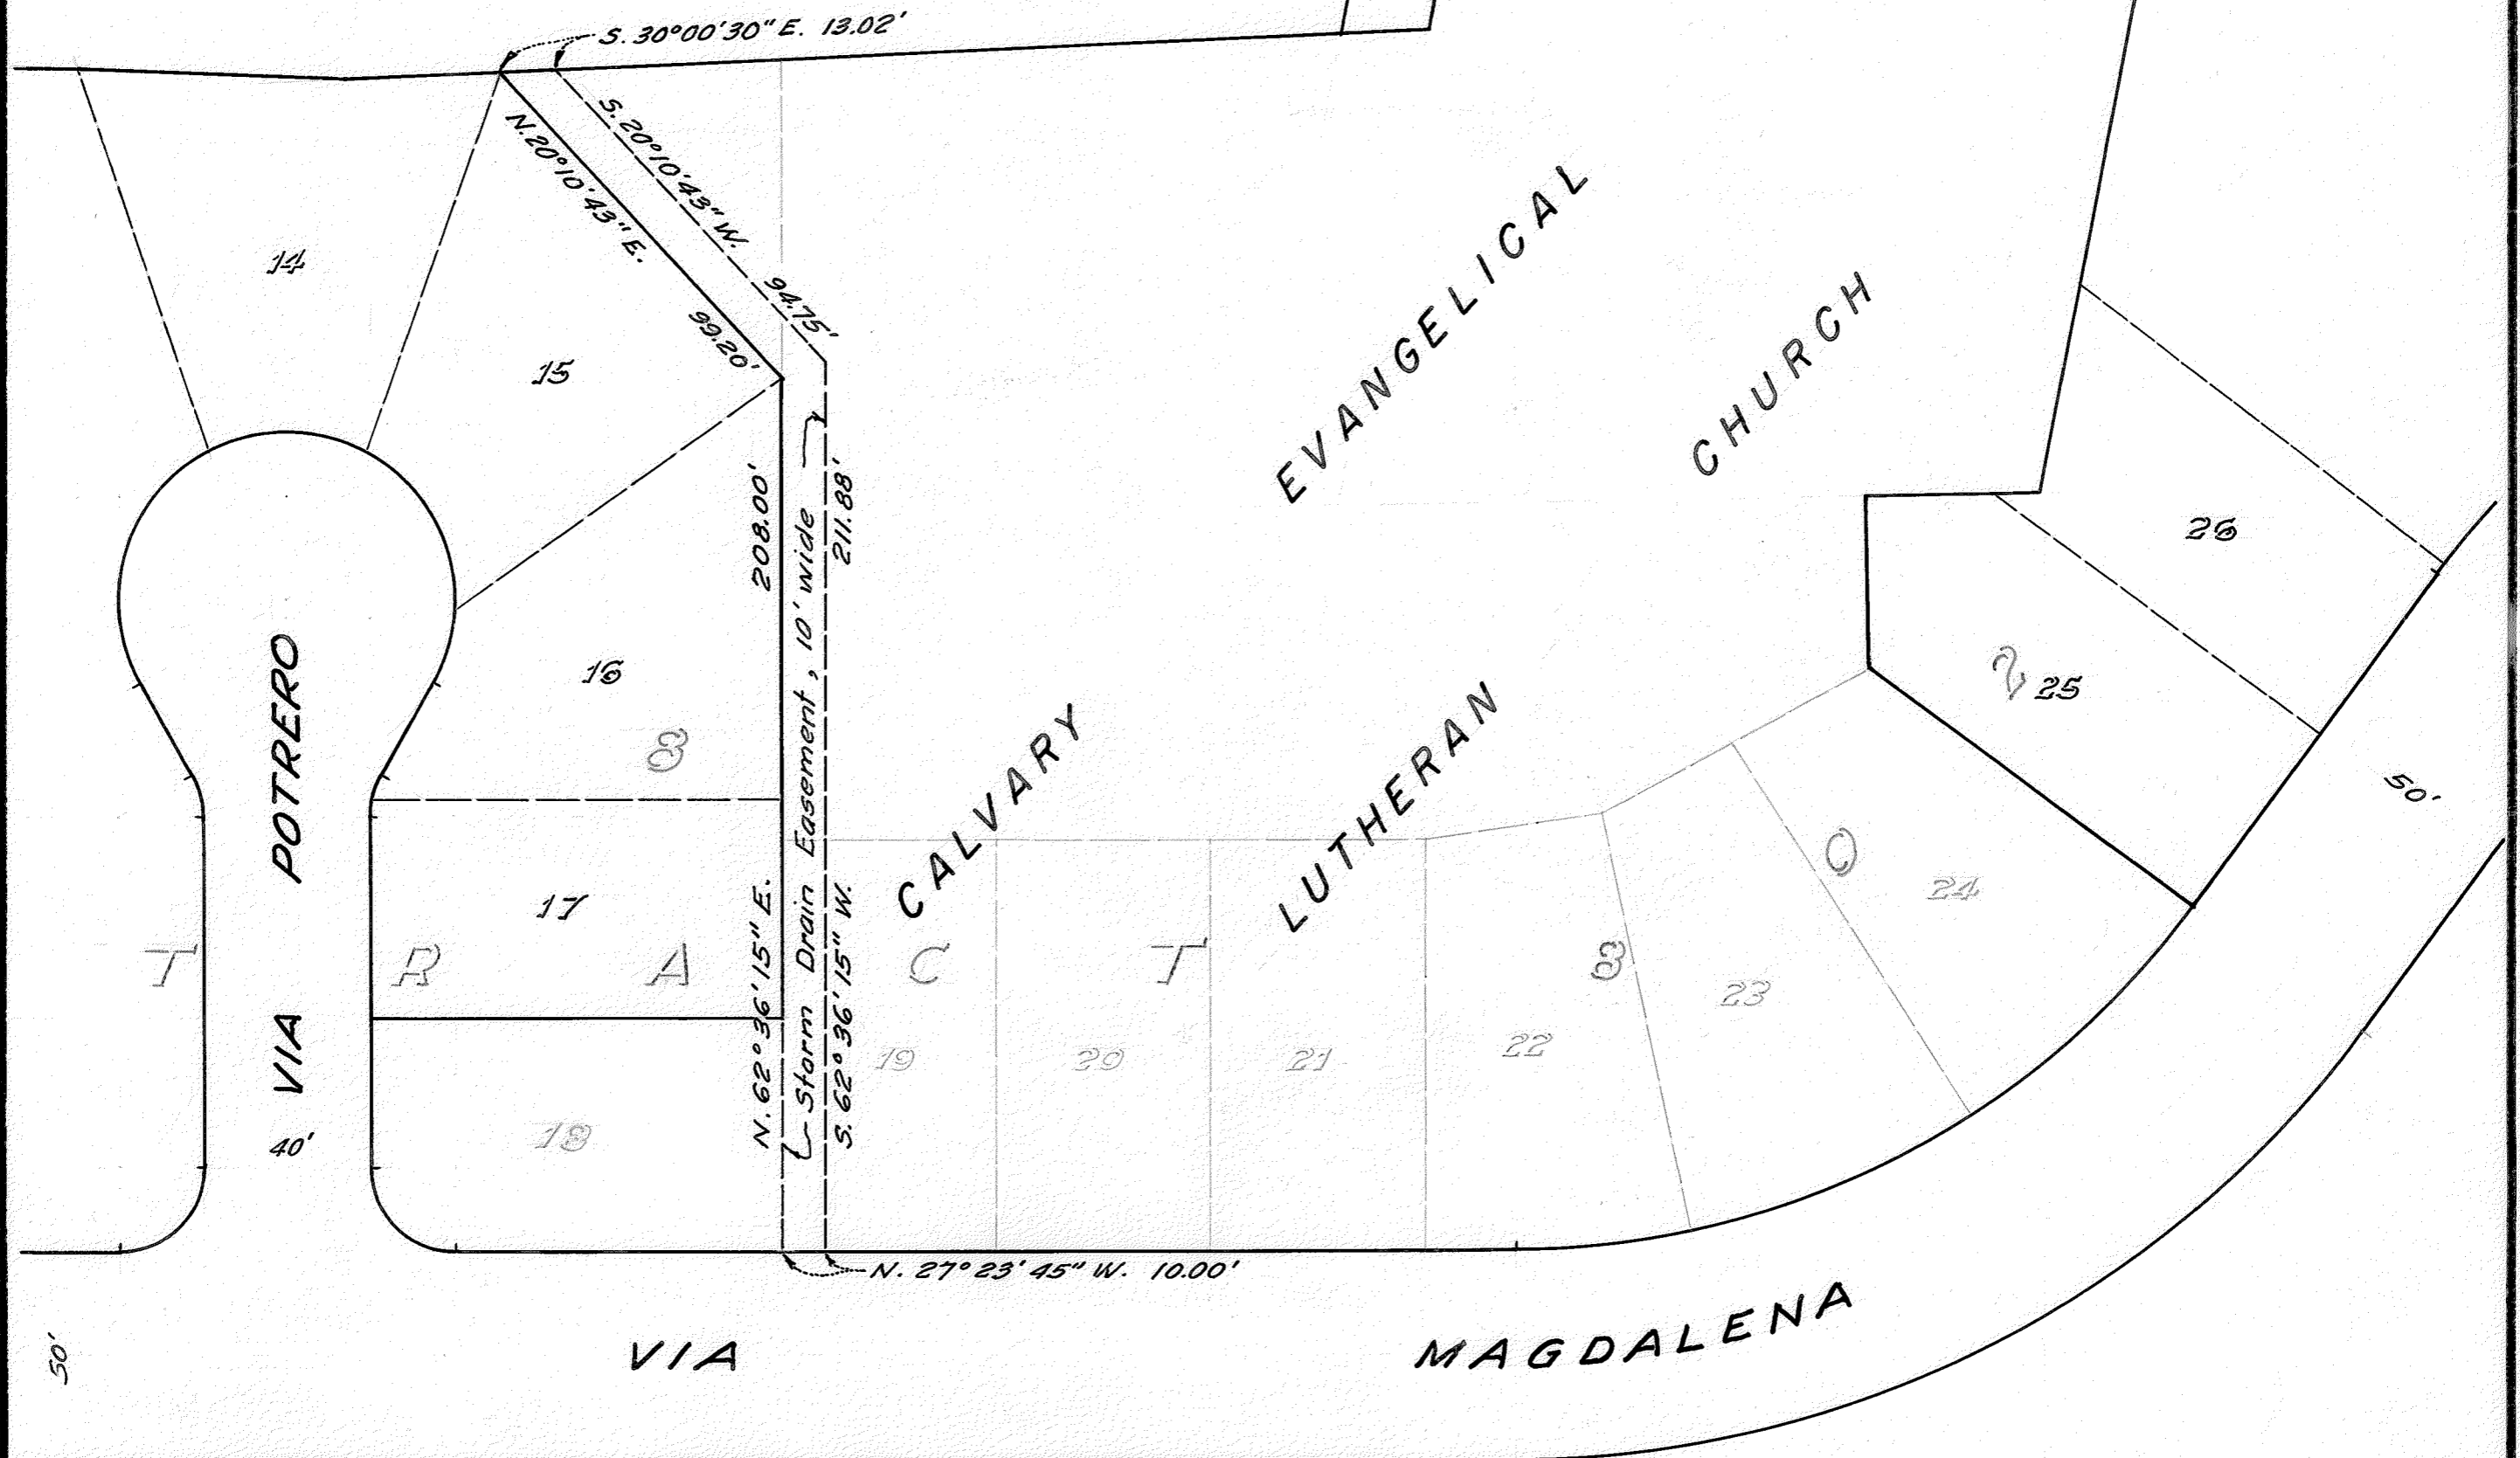 S. 30°00'30" E. 13.02'
S. 20°10'43" W. 94.75'
N. 20°10'43" E. 99.20'
14
15
16
8
17
18
208.00'
N. 62°36'15" E.
Storm Drain Easement, 10' wide
211.88'
S. 62°36'15" W.
EVANGELICAL
CHURCH
CALVARY
LUTHERAN
26
2
25
0
24
8
23
22
21
20
19
T R A C T
VIA POTRERO
40'
50'
N. 27°23'45" W. 10.00'
VIA MAGDALENA
50'